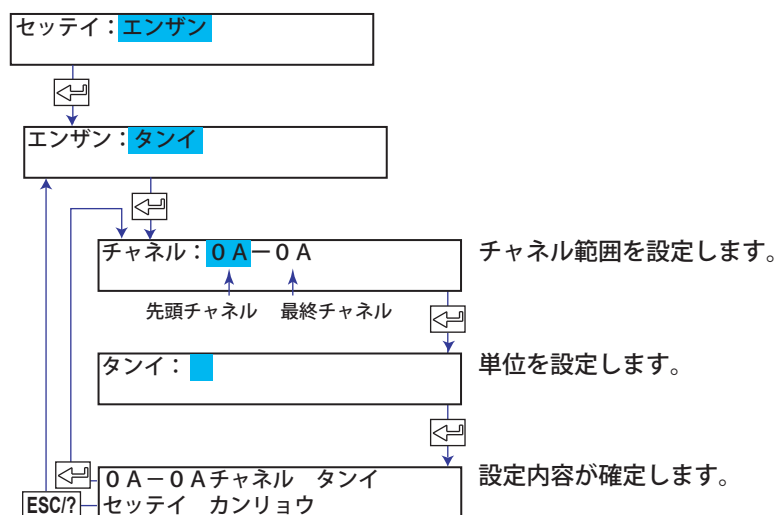 セッテイ：エンザン
エンザン：タンイ
チャネル：０Ａ－０Ａ
チャネル範囲を設定します。
先頭チャネル　最終チャネル
タンイ：
単位を設定します。
０Ａ－０Ａチャネル　タンイ
設定内容が確定します。
ESC/?
セッテイ　カンリョウ